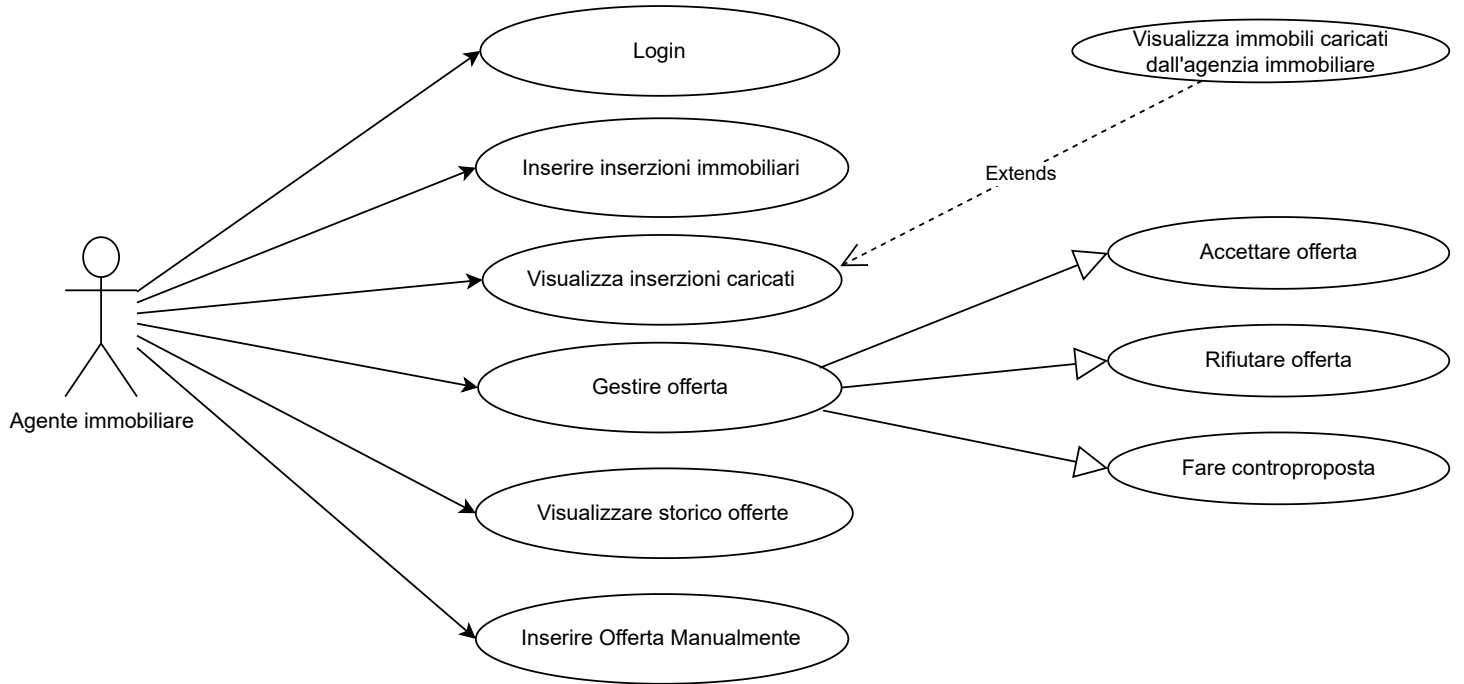 Login
Visualizza immobili caricati
dall'agenzia immobiliare
Inserire inserzioni immobiliari
Extends
Visualizza inserzioni caricati
Accettare offerta
Gestire offerta
Rifiutare offerta
Agente immobiliare
Fare controproposta
Visualizzare storico offerte
Inserire Offerta Manualmente